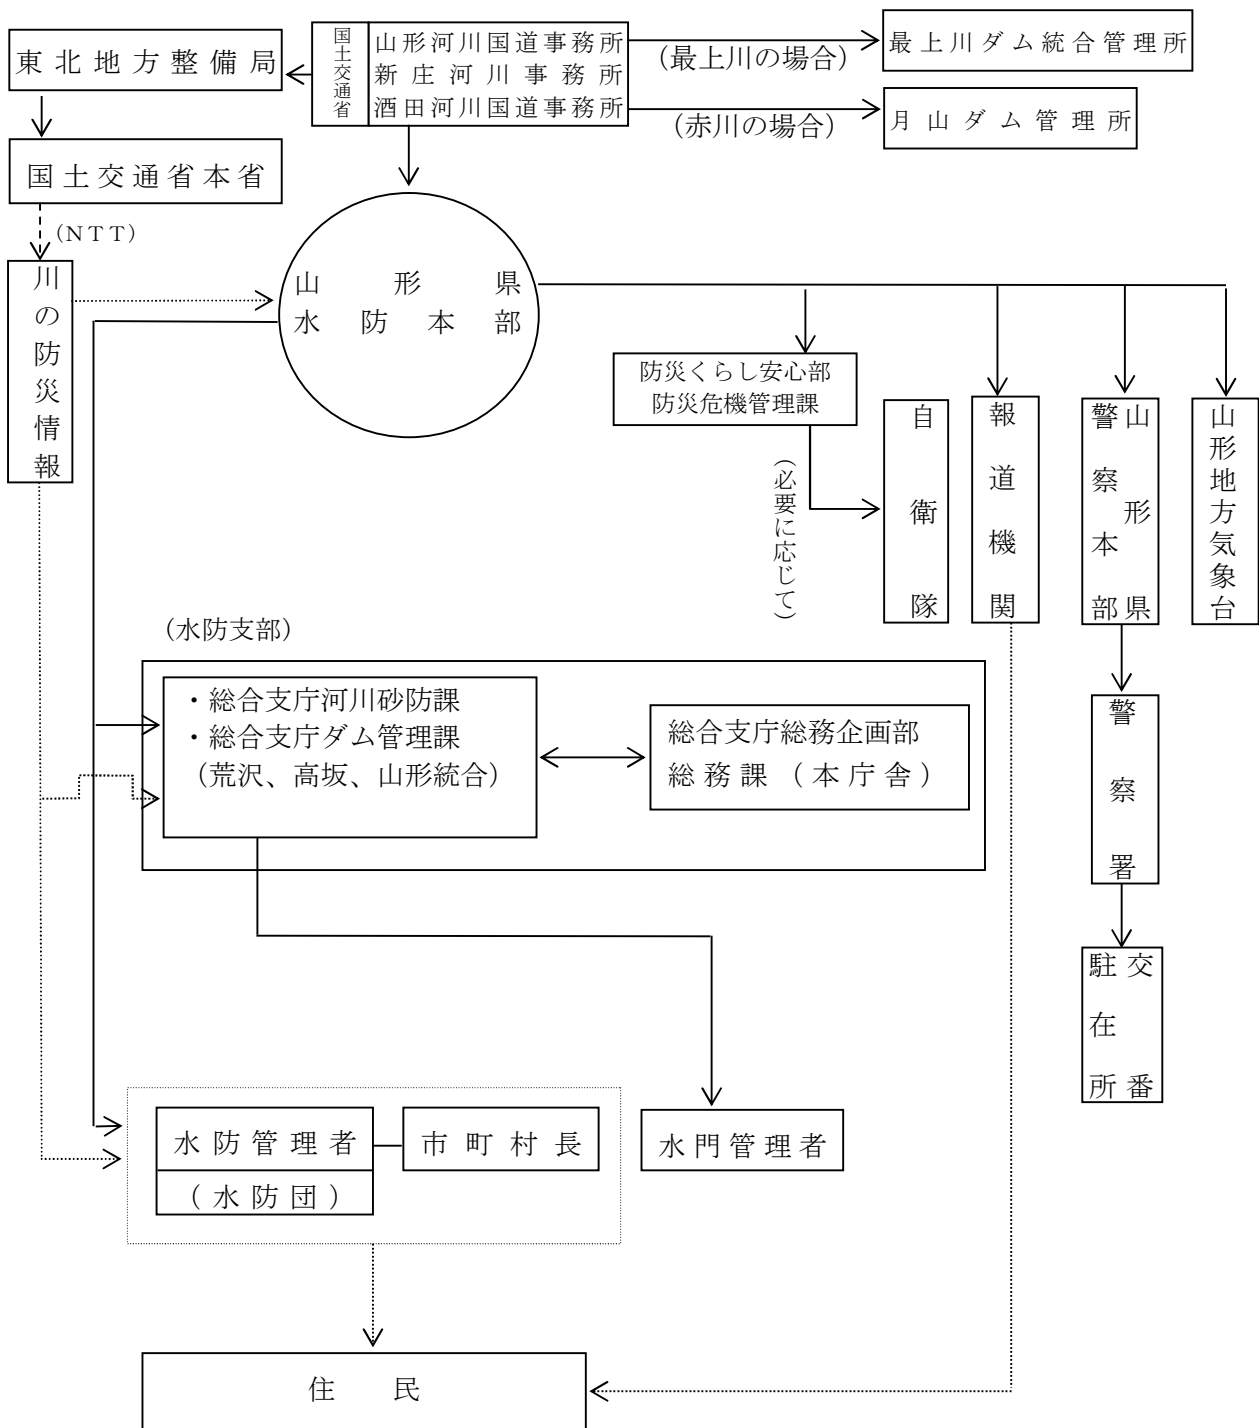 東北地方整備局
国土交通省
山形河川国道事務所
新庄河川事務所
酒田河川国道事務所
(最上川の場合)
最上川ダム統合管理所
(赤川の場合)
月山ダム管理所
国土交通省本省
(NTT)
川の防災情報
山形県
水防本部
防災くらし安心部
防災危機管理課
(必要に応じて)
自衛隊
報道機関
山形県
警察本部
山形地方気象台
(水防支部)
・総合支庁河川砂防課
・総合支庁ダム管理課
(荒沢、高坂、山形統合)
総合支庁総務企画部
総務課(本庁舎)
警察署
交番
駐在所
水防管理者
(水防団)
市町村長
水門管理者
住民